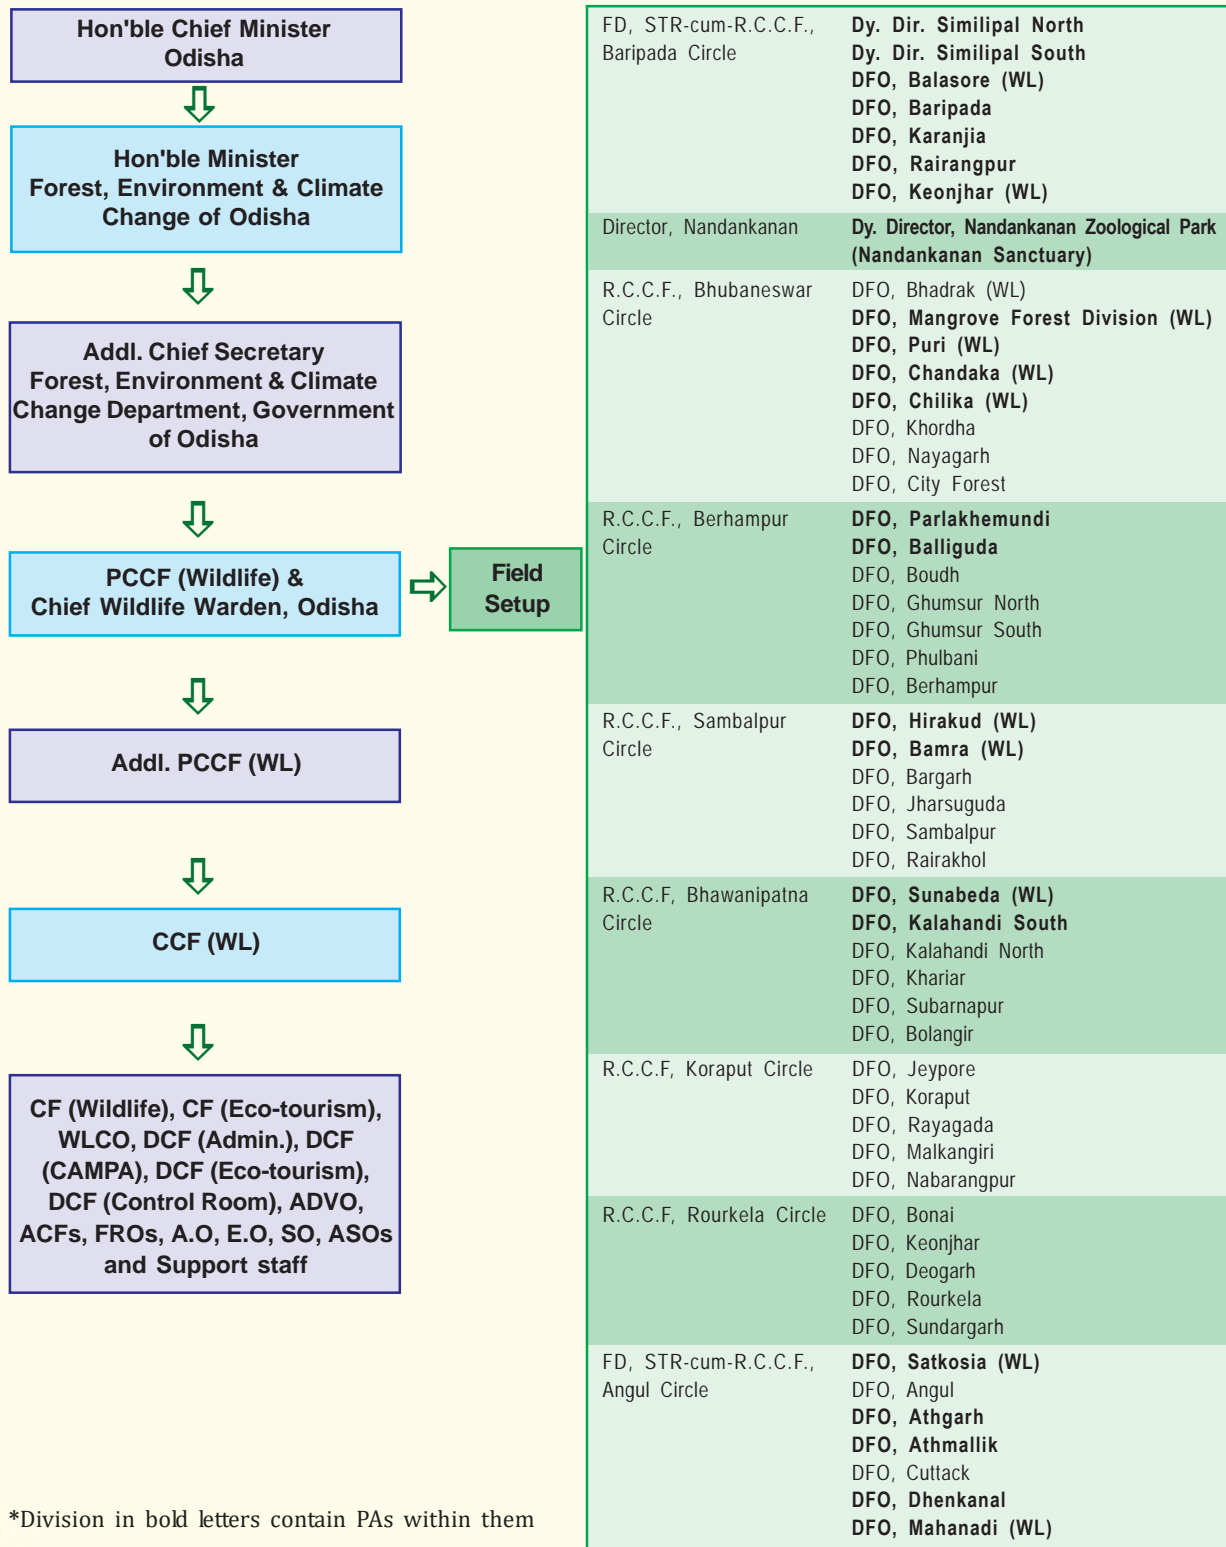 Hon'ble Chief Minister
Odisha
Hon'ble Minister
Forest, Environment & Climate
Change of Odisha
Addl. Chief Secretary
Forest, Environment & Climate
Change Department, Government
of Odisha
PCCF (Wildlife) &
Chief Wildlife Warden, Odisha
Field
Setup
Addl. PCCF (WL)
CCF (WL)
CF (Wildlife), CF (Eco-tourism),
WLCO, DCF (Admin.), DCF
(CAMPA), DCF (Eco-tourism),
DCF (Control Room), ADVO,
ACFs, FROs, A.O, E.O, SO, ASOs
and Support staff
*Division in bold letters contain PAs within them
FD, STR-cum-R.C.C.F.,
Baripada Circle
Dy. Dir. Similipal North
Dy. Dir. Similipal South
DFO, Balasore (WL)
DFO, Baripada
DFO, Karanjia
DFO, Rairangpur
DFO, Keonjhar (WL)
Director, Nandankanan
Dy. Director, Nandankanan Zoological Park
(Nandankanan Sanctuary)
R.C.C.F., Bhubaneswar
Circle
DFO, Bhadrak (WL)
DFO, Mangrove Forest Division (WL)
DFO, Puri (WL)
DFO, Chandaka (WL)
DFO, Chilika (WL)
DFO, Khordha
DFO, Nayagarh
DFO, City Forest
R.C.C.F., Berhampur
Circle
DFO, Parlakhemundi
DFO, Balliguda
DFO, Boudh
DFO, Ghumsur North
DFO, Ghumsur South
DFO, Phulbani
DFO, Berhampur
R.C.C.F., Sambalpur
Circle
DFO, Hirakud (WL)
DFO, Bamra (WL)
DFO, Bargarh
DFO, Jharsuguda
DFO, Sambalpur
DFO, Rairakhol
R.C.C.F, Bhawanipatna
Circle
DFO, Sunabeda (WL)
DFO, Kalahandi South
DFO, Kalahandi North
DFO, Khariar
DFO, Subarnapur
DFO, Bolangir
R.C.C.F, Koraput Circle
DFO, Jeypore
DFO, Koraput
DFO, Rayagada
DFO, Malkangiri
DFO, Nabarangpur
R.C.C.F, Rourkela Circle
DFO, Bonai
DFO, Keonjhar
DFO, Deogarh
DFO, Rourkela
DFO, Sundargarh
FD, STR-cum-R.C.C.F.,
Angul Circle
DFO, Satkosia (WL)
DFO, Angul
DFO, Athgarh
DFO, Athmallik
DFO, Cuttack
DFO, Dhenkanal
DFO, Mahanadi (WL)